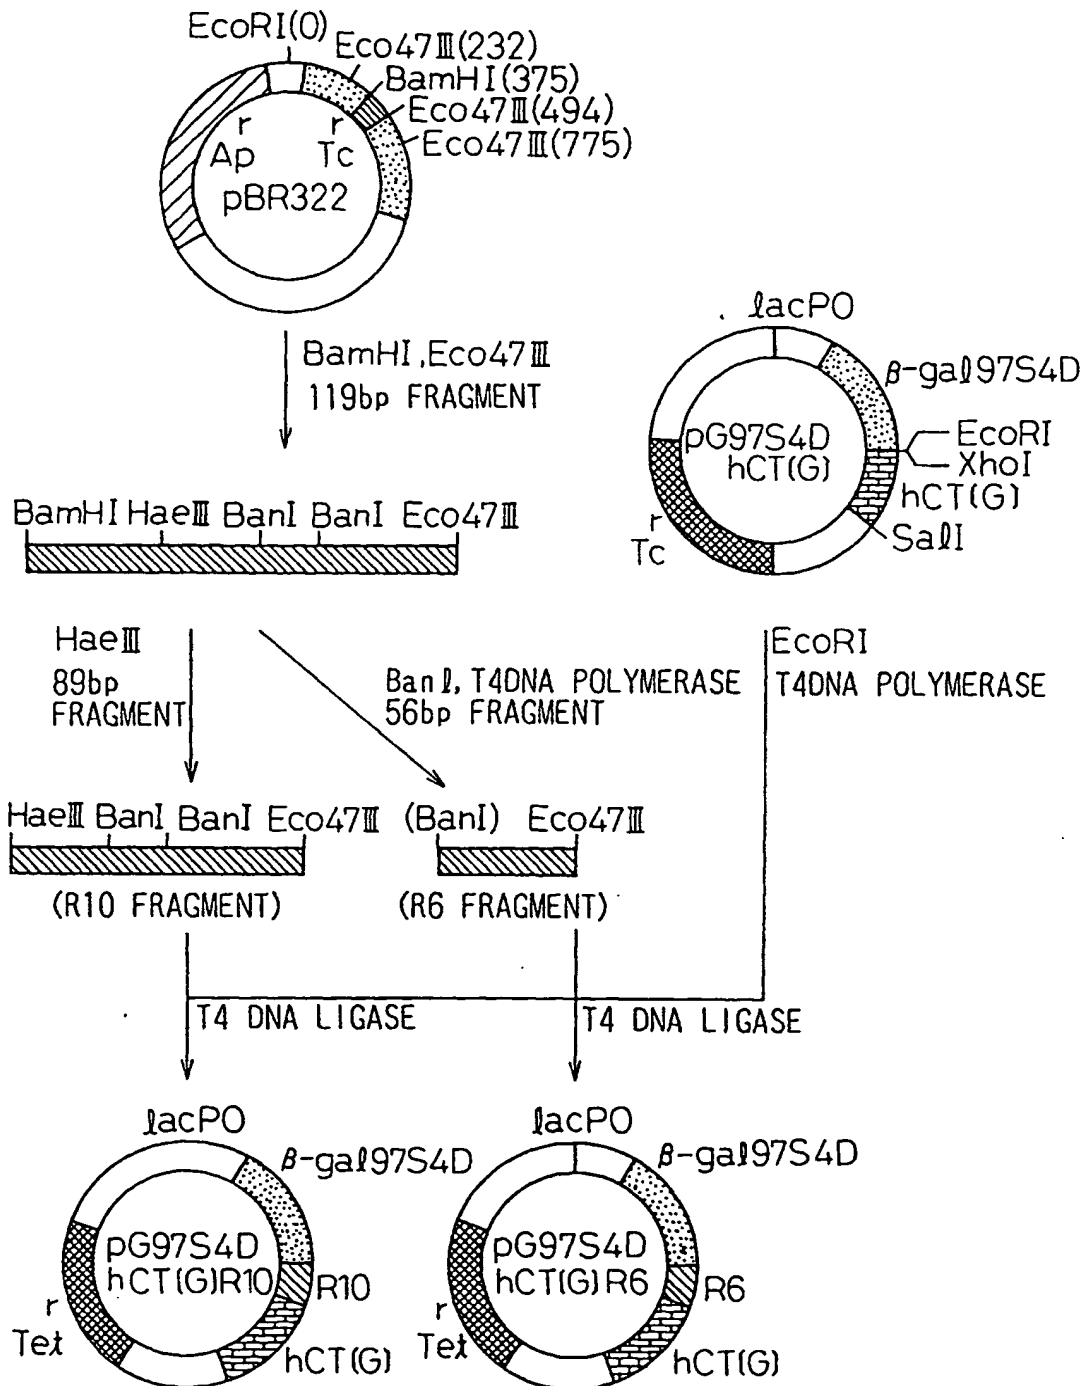 EcoRI(0)
Eco47Ⅲ(232)
BamHI(375)
Eco47Ⅲ(494)
Eco47Ⅲ(775)
r r
Ap Tc
pBR322
BamHI,Eco47Ⅲ
119bp FRAGMENT
lacPO
β-gal97S4D
EcoRI
XhoI
hCT(G)
SalI
pG97S4D
hCT(G)
r
Tc
BamHI HaeⅢ BanI BanI Eco47Ⅲ
HaeⅢ
89bp
FRAGMENT
BanI, T4DNA POLYMERASE
56bp FRAGMENT
EcoRI
T4DNA POLYMERASE
HaeⅢ BanI BanI Eco47Ⅲ
(R10 FRAGMENT)
(BanI) Eco47Ⅲ
(R6 FRAGMENT)
T4 DNA LIGASE
T4 DNA LIGASE
lacPO
β-gal97S4D
pG97S4D
hCT(G)R10
R10
r
Tet
hCT(G)
lacPO
β-gal97S4D
pG97S4D
hCT(G)R6
R6
r
Tet
hCT(G)